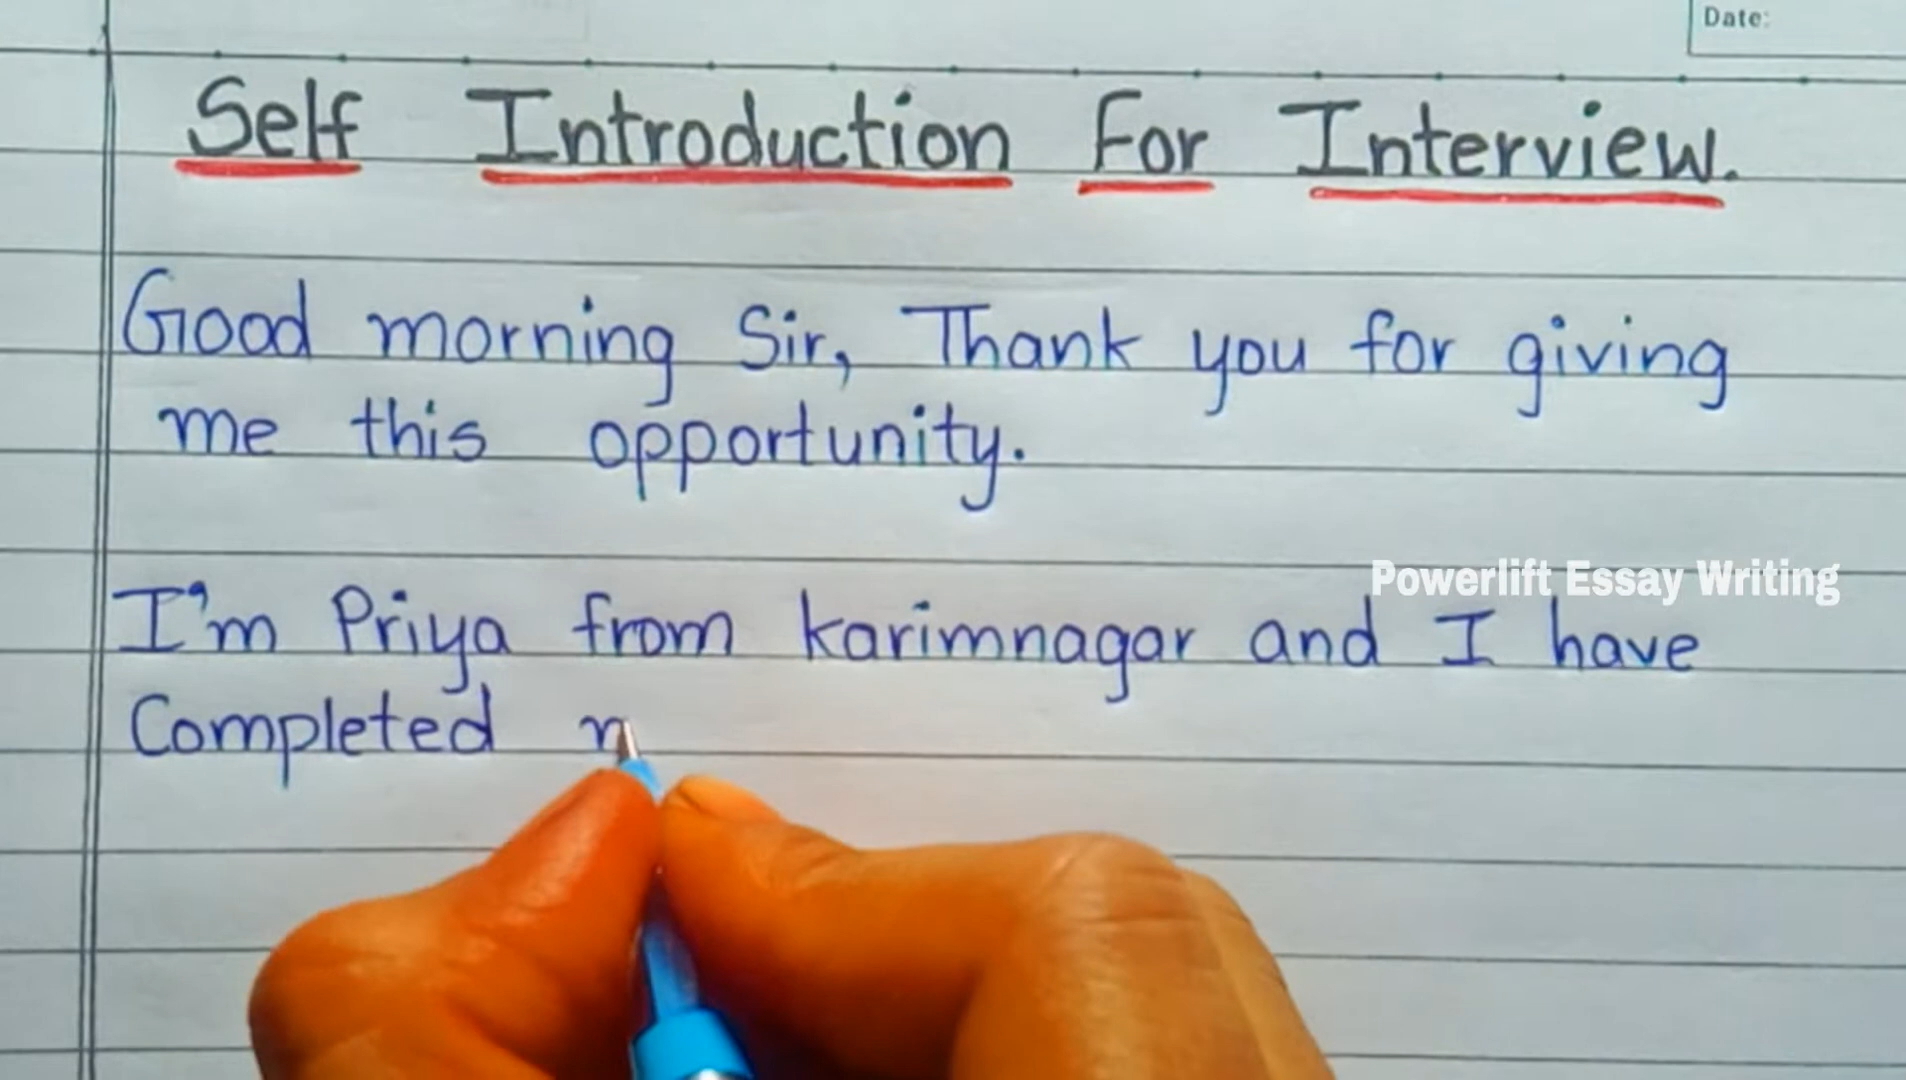 Date:
Self Introduction For Interview.
Good morning Sir, Thank you for giving
me this opportunity.
Powerlift Essay Writing
I'm Priya from karimnagar and I have
Completed